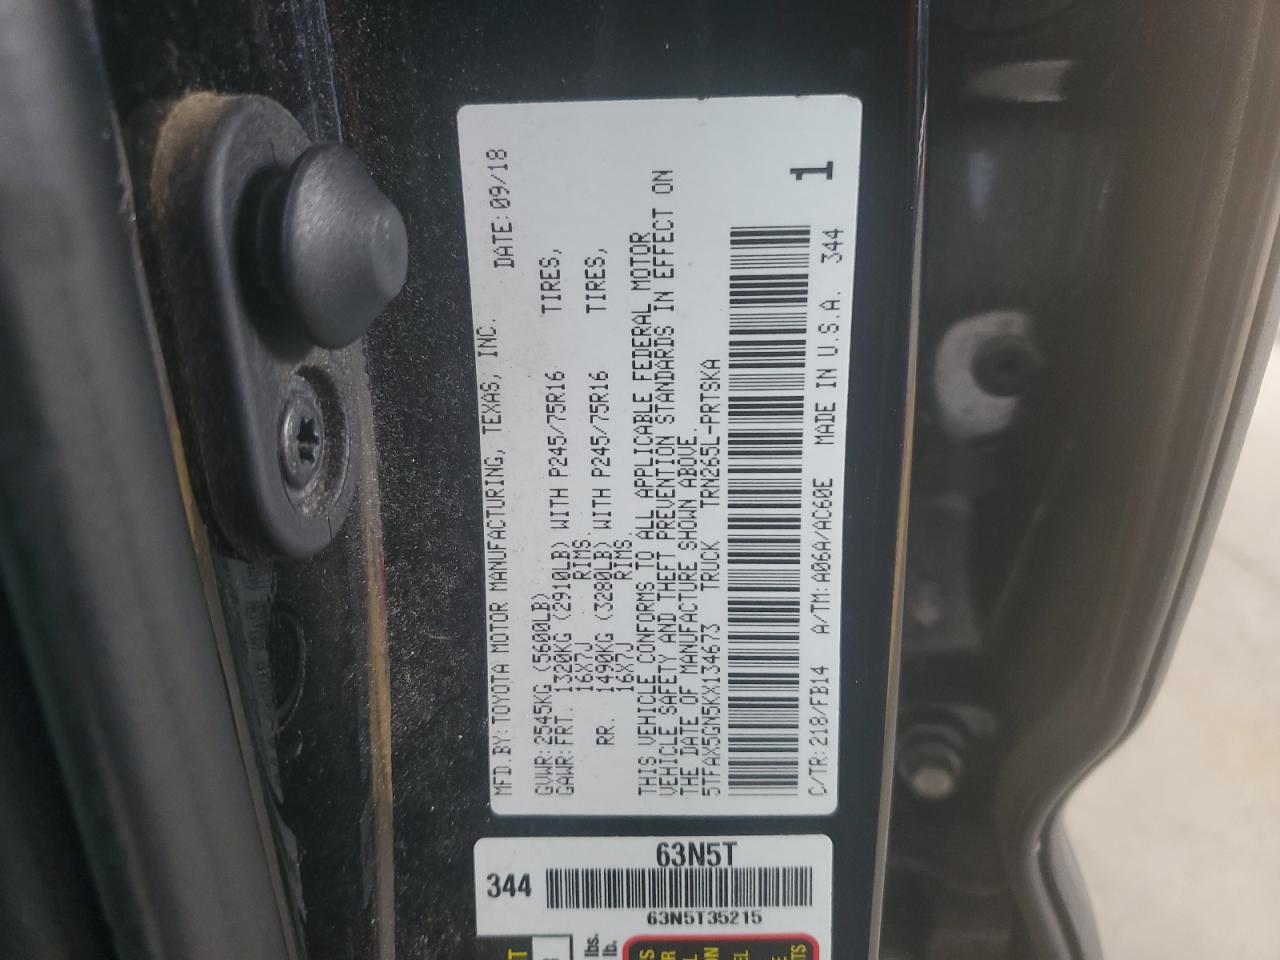 MFD.BY:TOYOTA MOTOR MANUFACTURING, TEXAS, INC. DATE:09/18
GVWR:2545KG (5600LB)
GAWR:FRT. 1320KG (2910LB) WITH P245/75R16 TIRES,
16X7J RIMS.
RR. 1490KG (3280LB) WITH P245/75R16 TIRES,
16X7J RIMS.
THIS VEHICLE CONFORMS TO ALL APPLICABLE FEDERAL MOTOR
VEHICLE SAFETY AND THEFT PREVENTION STANDARDS IN EFFECT ON
THE DATE OF MANUFACTURE SHOWN ABOVE.
5TFAX5GN5KX134673 TRUCK TRN265L-PRTSKA
1
C/TR:218/FB14 A/TM:A06A/AC60E MADE IN U.S.A. 344
63N5T
344
63N5T35215
lbs.
lb.